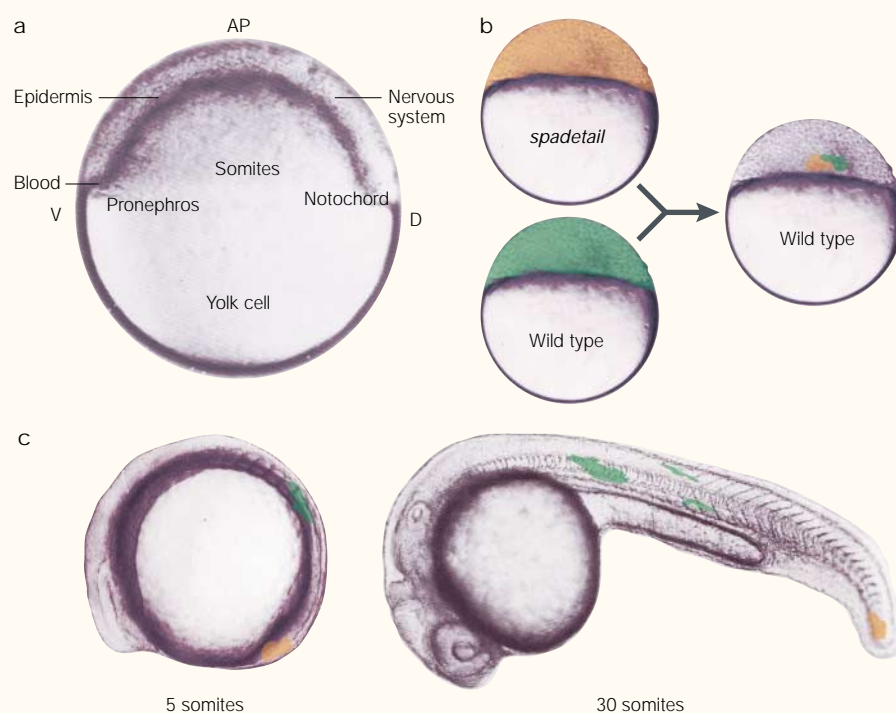 a
AP
Epidermis
Nervous
system
Somites
Blood
Pronephros
Notochord
V
D
Yolk cell
b
spadetail
Wild type
Wild type
c
5 somites
30 somites